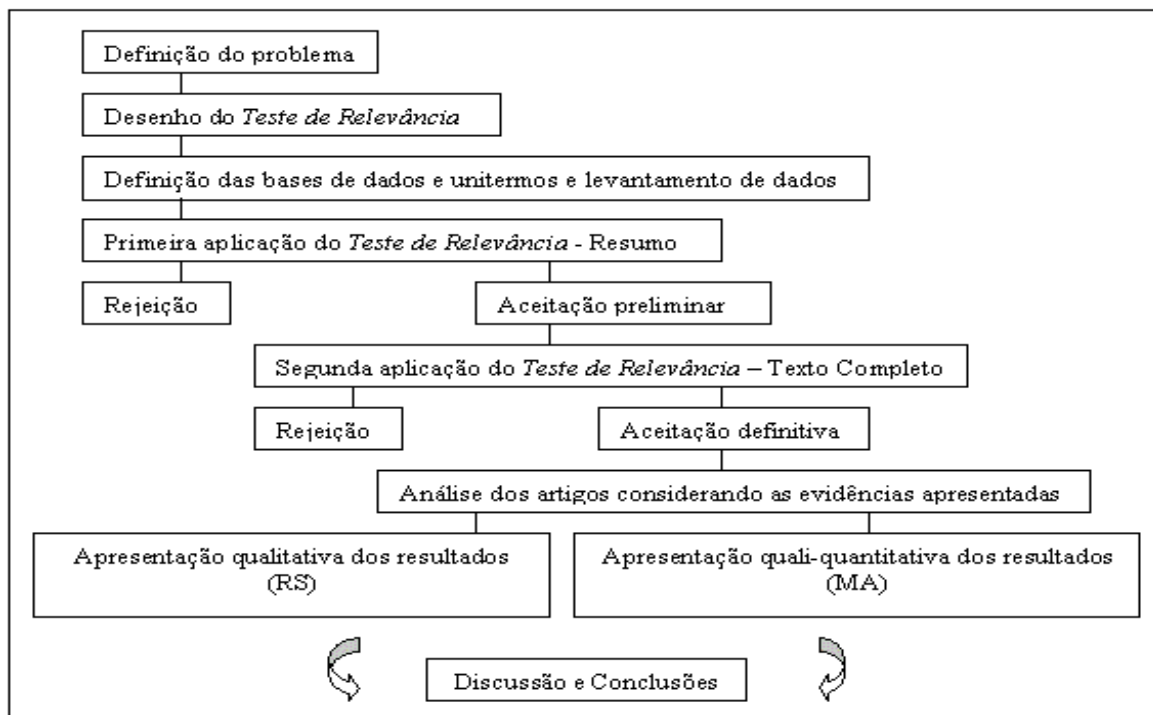 Definição do problema
Desenho do Teste de Relevância
Definição das bases de dados e unitermos e levantamento de dados
Primeira aplicação do Teste de Relevância - Resumo
Rejeição
Aceitação preliminar
Segunda aplicação do Teste de Relevância – Texto Completo
Rejeição
Aceitação definitiva
Análise dos artigos considerando as evidências apresentadas
Apresentação qualitativa dos resultados
(RS)
Apresentação quali-quantitativa dos resultados
(MA)
Discussão e Conclusões